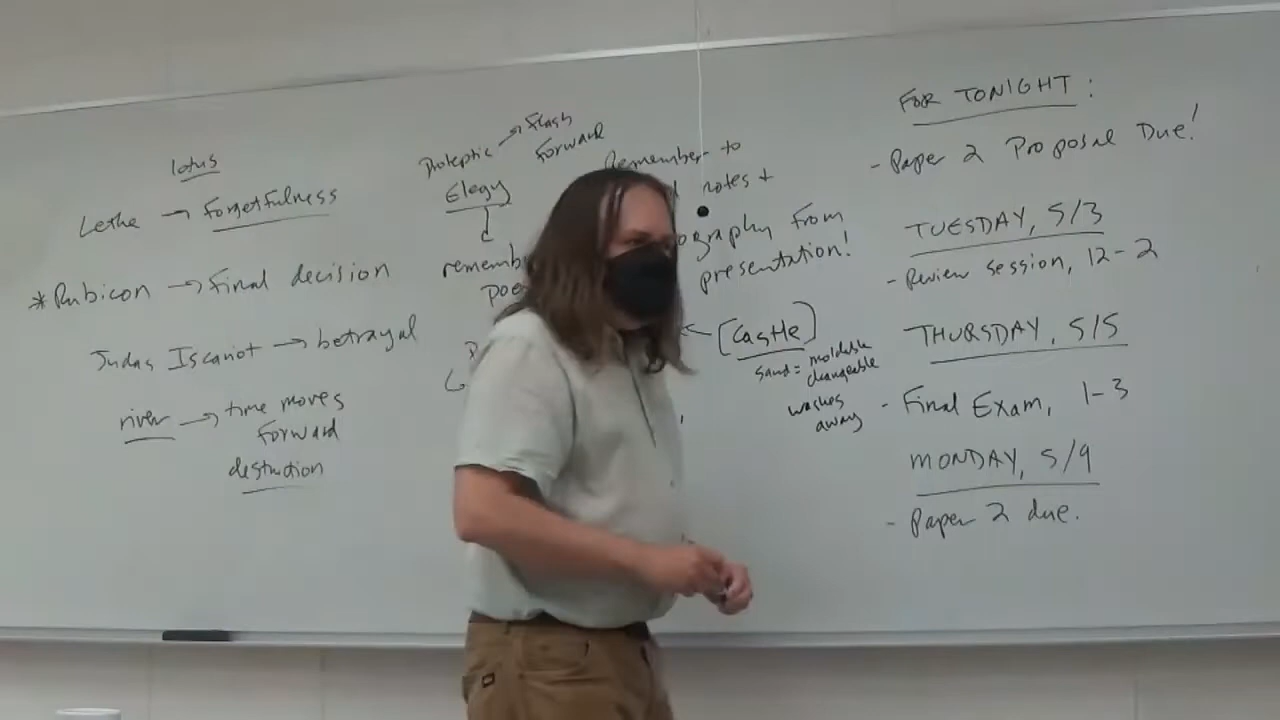 lotus
Lethe → forgetfulness
*Rubicon → final decision
Judas Iscariot → betrayal
river → time moves
forward
destruction
Proleptic → Flash
Forward
Elegy
rememb
poe
Remember to
notes +
ography from
presentation!
← [Castle]
sand = moldable
changeable
washes
away
FOR TONIGHT:
- Paper 2 Proposal Due!
TUESDAY, 5/3
- Review session, 12-2
THURSDAY, 5/5
- Final Exam, 1-3
MONDAY, 5/9
- Paper 2 due.